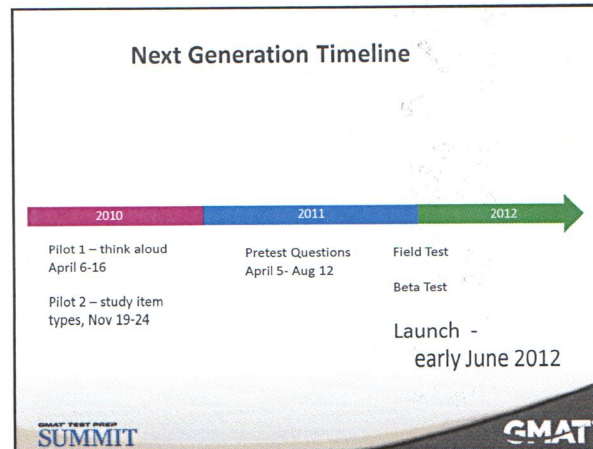 Next Generation Timeline
2010
2011
2012
Pilot 1 – think aloud
April 6-16
Pilot 2 – study item
types, Nov 19-24
Pretest Questions
April 5- Aug 12
Field Test
Beta Test
Launch -
early June 2012
GMAT® TEST PREP
SUMMIT
GMAT